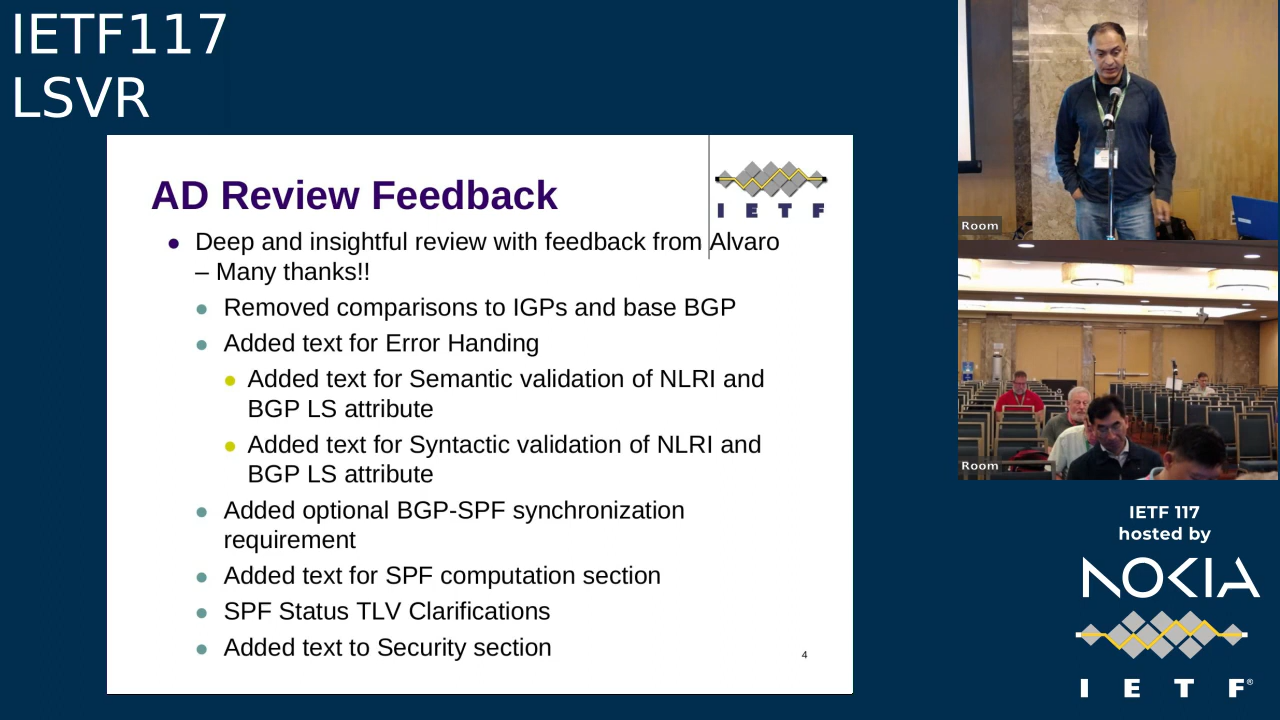 IETF117
LSVR
AD Review Feedback
I E T F
Deep and insightful review with feedback from Alvaro
– Many thanks!!
Removed comparisons to IGPs and base BGP
Added text for Error Handing
Added text for Semantic validation of NLRI and
BGP LS attribute
Added text for Syntactic validation of NLRI and
BGP LS attribute
Added optional BGP-SPF synchronization
requirement
Added text for SPF computation section
SPF Status TLV Clarifications
Added text to Security section
4
Room
Room
IETF 117
hosted by
NOKIA
I E T F®